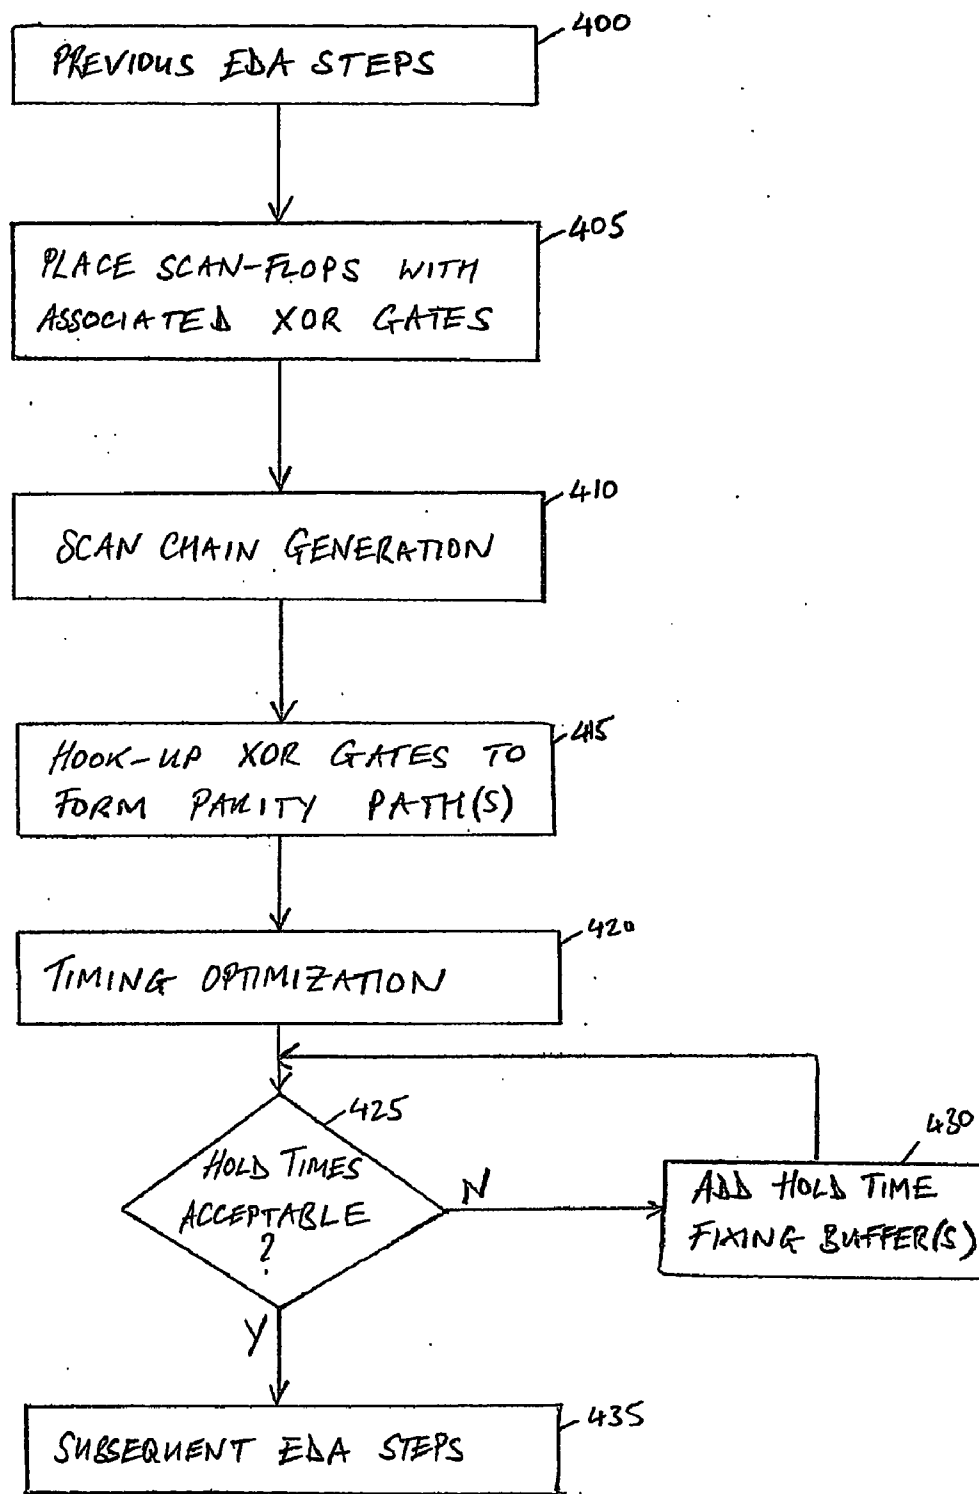 400
PREVIOUS EDA STEPS
405
PLACE SCAN-FLOPS WITH
ASSOCIATED XOR GATES
410
SCAN CHAIN GENERATION
415
HOOK-UP XOR GATES TO
FORM PARITY PATH(S)
420
TIMING OPTIMIZATION
425
HOLD TIMES
ACCEPTABLE
?
N
430
ADD HOLD TIME
FIXING BUFFER(S)
Y
435
SUBSEQUENT EDA STEPS